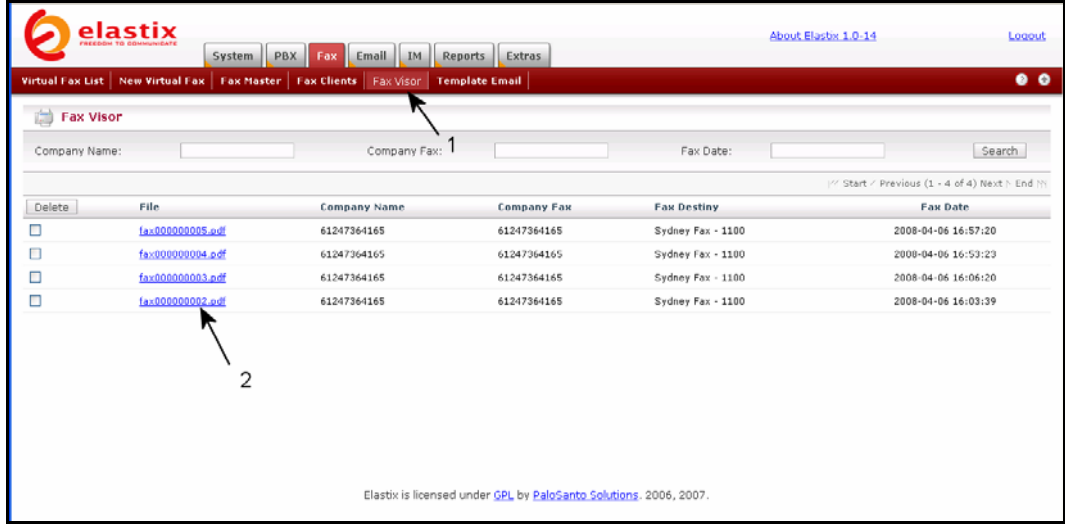 elastix
FREEDOM TO COMMUNICATE
About Elastix 1.0-14 Logout
System PBX Fax Email IM Reports Extras
Virtual Fax List New Virtual Fax Fax Master Fax Clients Fax Visor Template Email
Fax Visor
1
Company Name: Company Fax: Fax Date: Search
Start Previous (1 - 4 of 4) Next End
Delete File Company Name Company Fax Fax Destiny Fax Date
fax000000005.pdf 61247364165 61247364165 Sydney Fax - 1100 2008-04-06 16:57:20
fax000000004.pdf 61247364165 61247364165 Sydney Fax - 1100 2008-04-06 16:53:23
fax000000003.pdf 61247364165 61247364165 Sydney Fax - 1100 2008-04-06 16:06:20
fax000000002.pdf 61247364165 61247364165 Sydney Fax - 1100 2008-04-06 16:03:39
2
Elastix is licensed under GPL by PaloSanto Solutions. 2006, 2007.